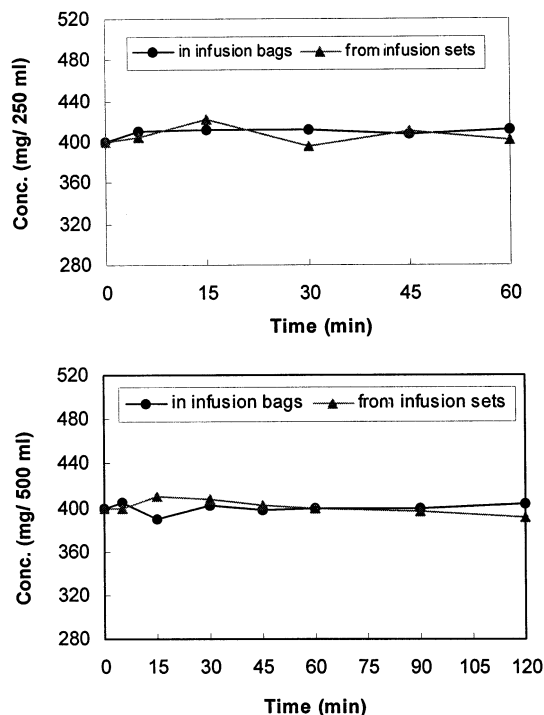 520
in infusion bags from infusion sets
480
440
400
360
320
280
Conc. (mg/ 250 ml)
0 15 30 45 60
Time (min)
520
in infusion bags from infusion sets
480
440
400
360
320
280
Conc. (mg/ 500 ml)
0 15 30 45 60 75 90 105 120
Time (min)